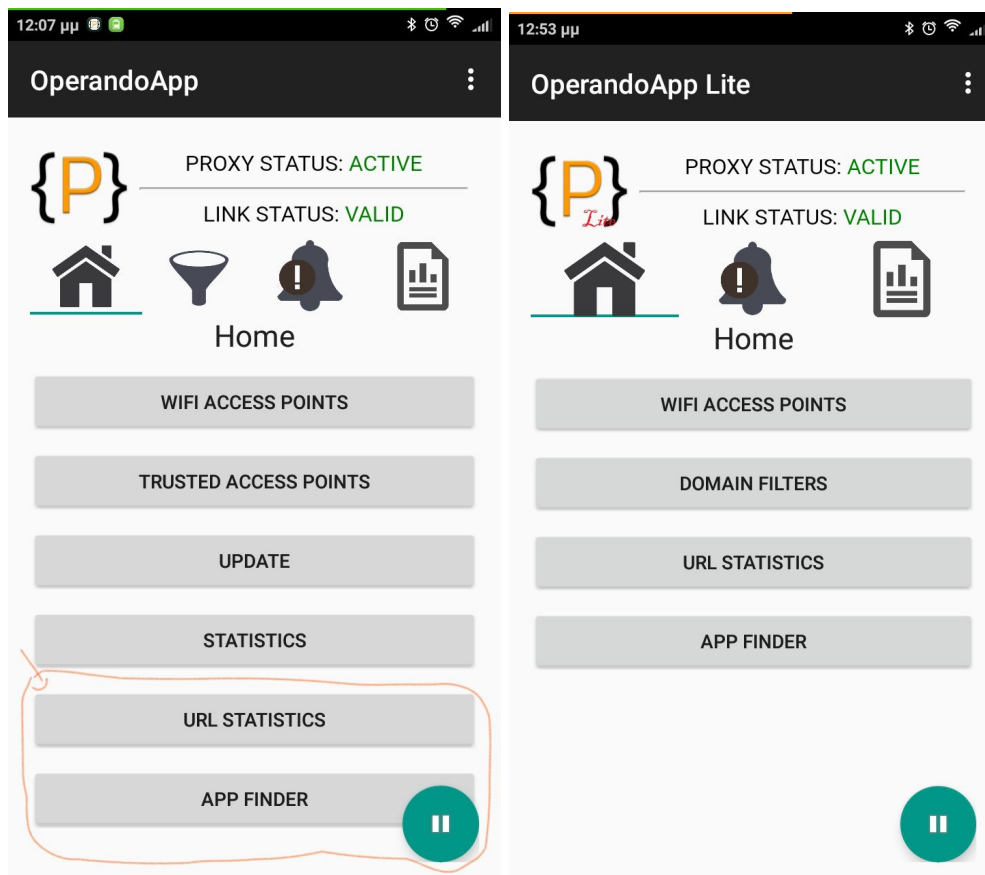 12:07 μμ
OperandoApp
{P}
PROXY STATUS: ACTIVE
LINK STATUS: VALID
!
Home
WIFI ACCESS POINTS
TRUSTED ACCESS POINTS
UPDATE
STATISTICS
URL STATISTICS
APP FINDER
12:53 μμ
OperandoApp Lite
{P}
Lite
PROXY STATUS: ACTIVE
LINK STATUS: VALID
!
Home
WIFI ACCESS POINTS
DOMAIN FILTERS
URL STATISTICS
APP FINDER